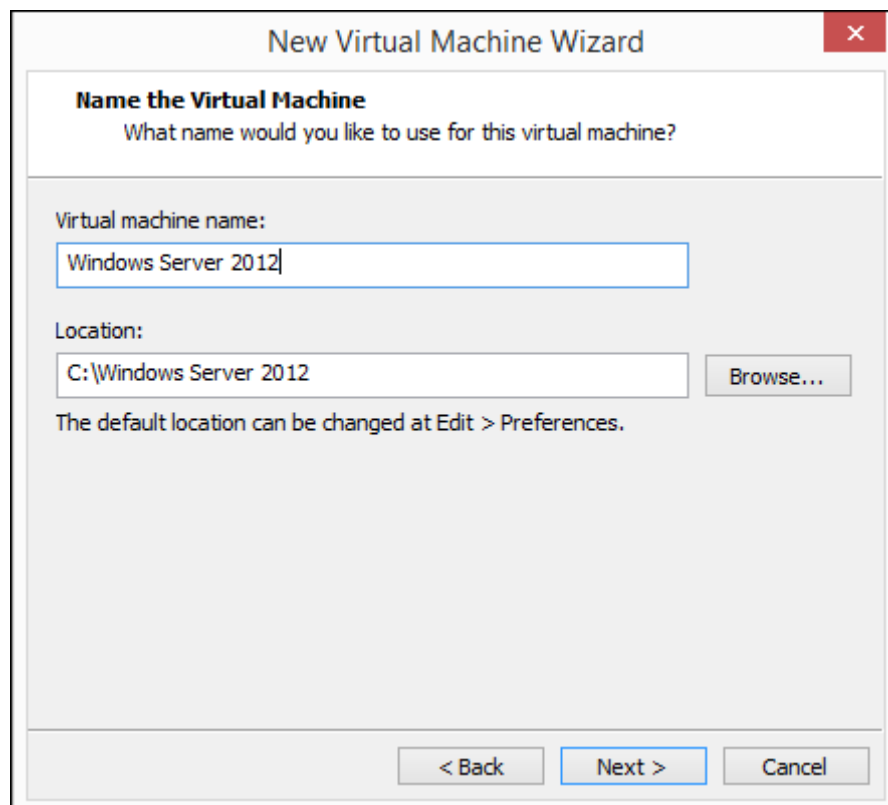 New Virtual Machine Wizard
Name the Virtual Machine
What name would you like to use for this virtual machine?
Virtual machine name:
Windows Server 2012
Location:
C:\Windows Server 2012
Browse...
The default location can be changed at Edit > Preferences.
< Back
Next >
Cancel